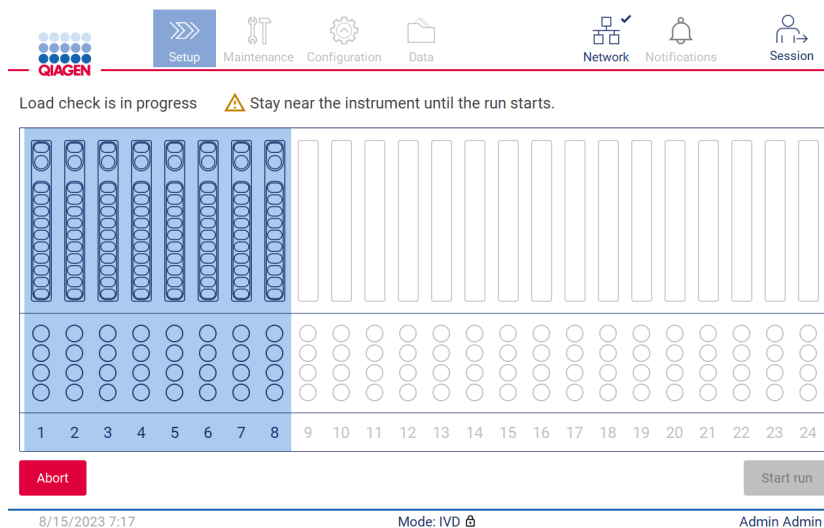 QIAGEN
Setup Maintenance Configuration Data Network Notifications Session
Load check is in progress Stay near the instrument until the run starts.
1 2 3 4 5 6 7 8 9 10 11 12 13 14 15 16 17 18 19 20 21 22 23 24
Abort Start run
8/15/2023 7:17 Mode: IVD Admin Admin